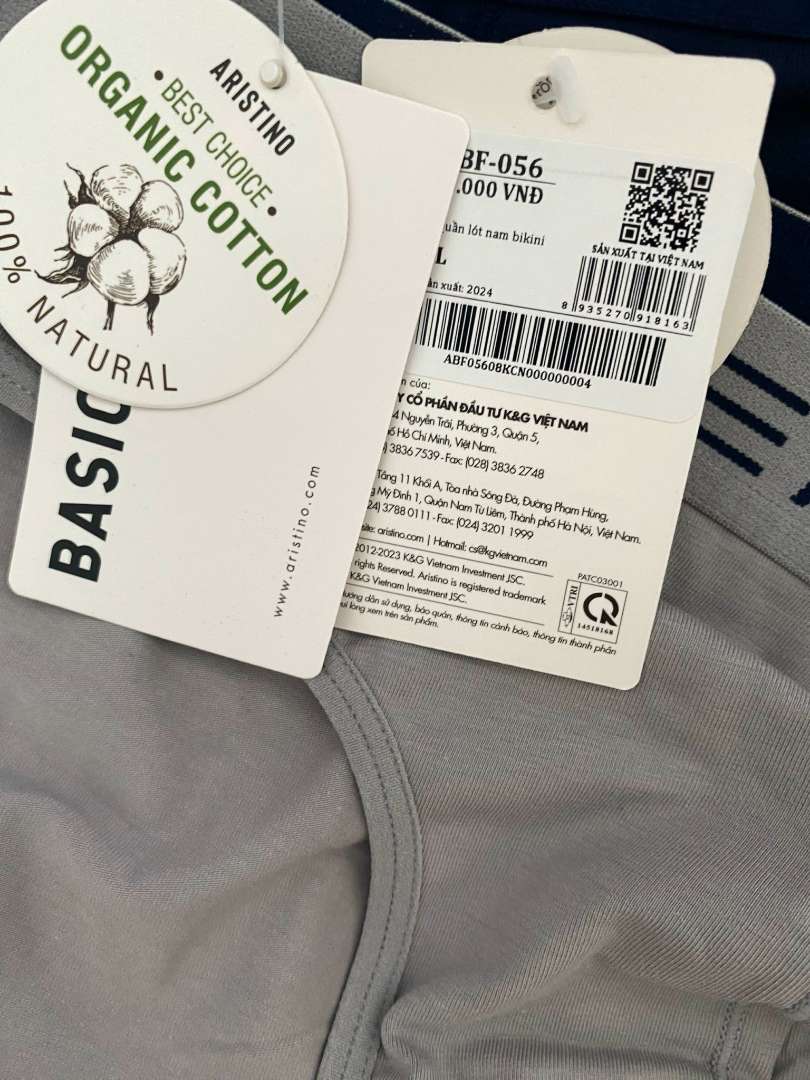 ARISTINO
• BEST CHOICE •
ORGANIC COTTON
100% NATURAL
BASIC
www.aristino.com
BF-056
.000 VNĐ
lót nam bikini
L
xuất: 2024
SẢN XUẤT TẠI VIỆT NAM
8 935270 918163
ABF05608KCN000000004
của:
CỔ PHẦN ĐẦU TƯ K&G VIỆT NAM
4 Nguyễn Trãi, Phường 3, Quận 5,
Hồ Chí Minh, Việt Nam.
) 3836 7539 - Fax: (028) 3836 2748
Tầng 11 Khối A, Tòa nhà Sông Đà, Đường Phạm Hùng,
Mỹ Đình 1, Quận Nam Từ Liêm, Thành phố Hà Nội, Việt Nam.
24) 3788 0111 - Fax: (024) 3201 1999
site: aristino.com | Hotmail: cs@kgvietnam.com
2012-2023 K&G Vietnam Investment JSC.
rights Reserved. Aristino is registered trademark
K&G Vietnam Investment JSC.
dẫn sử dụng, bảo quản, thông tin cảnh báo, thông tin thành phần
lòng xem trên sản phẩm.
PATC03001
VTRI
14518168